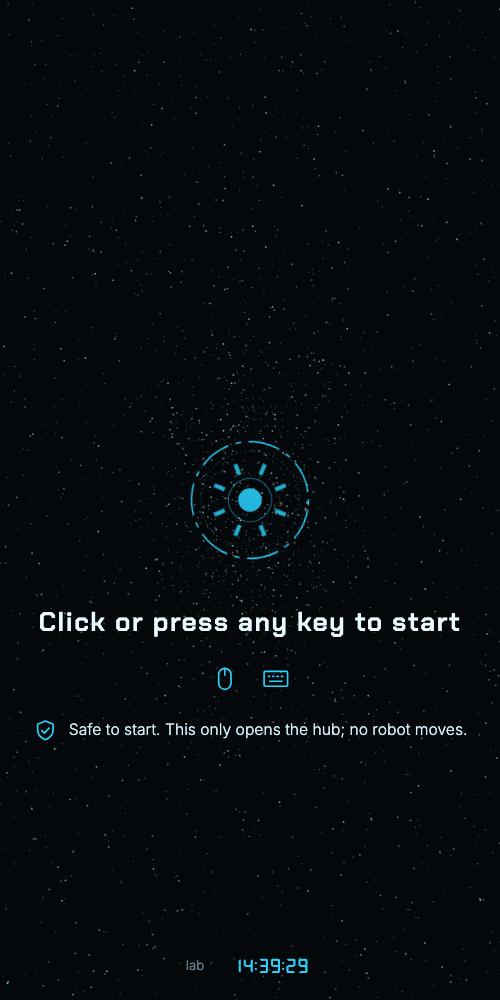 Click or press any key to start
Safe to start. This only opens the hub; no robot moves.
lab 14:39:29